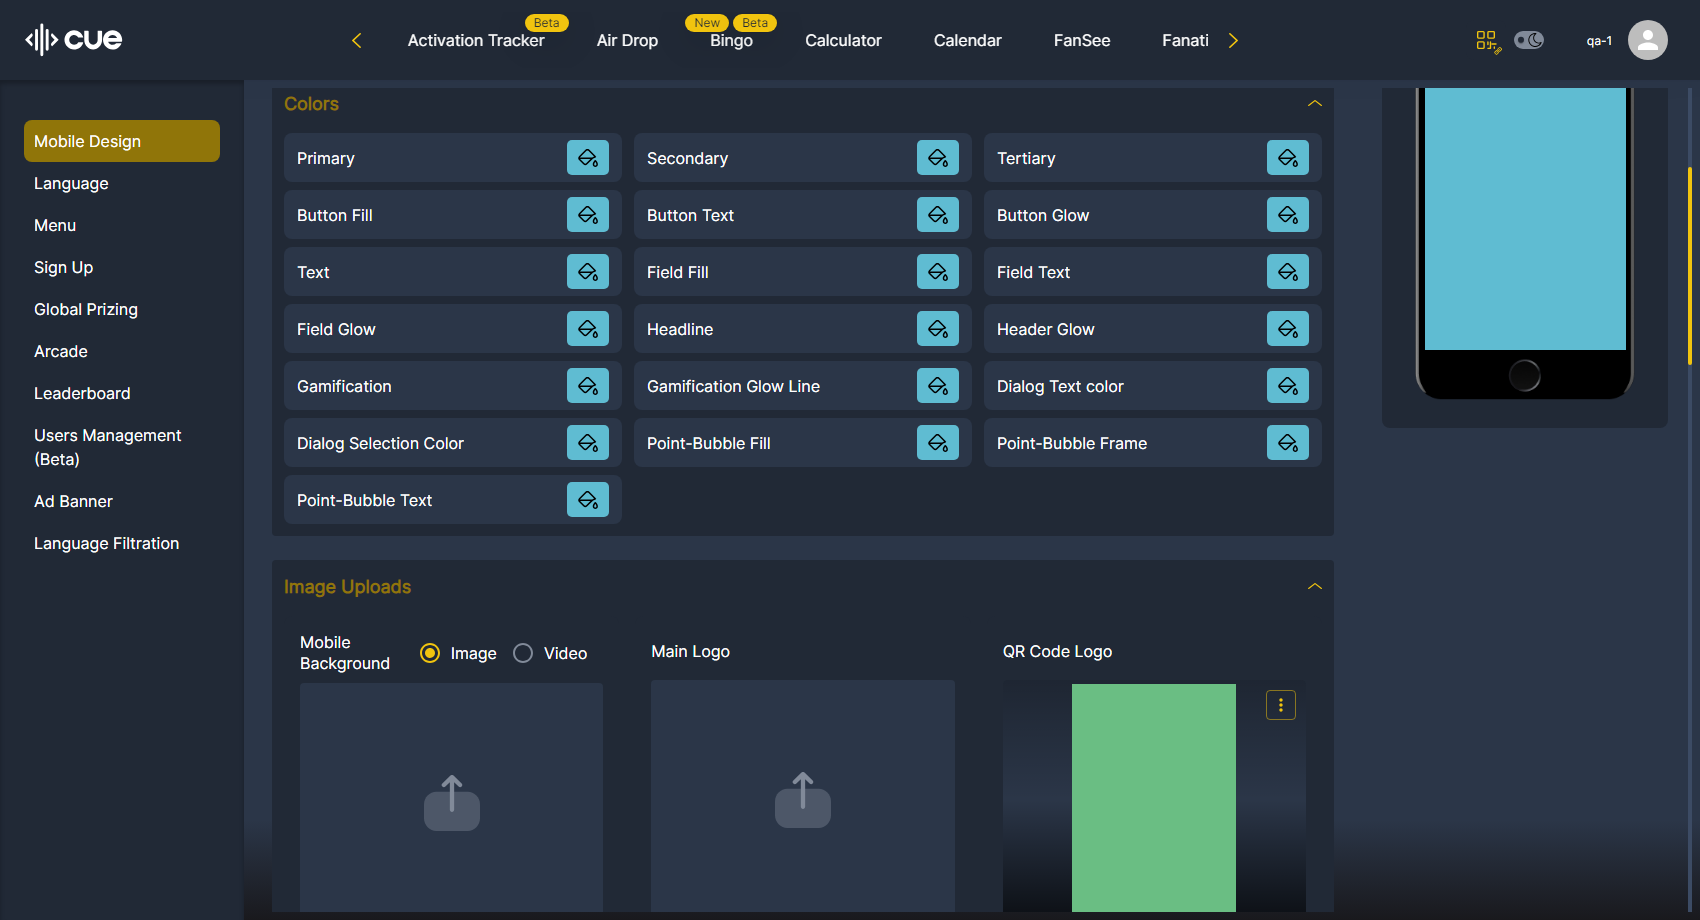 cue
Activation Tracker
Beta
Air Drop
New
Beta
Bingo
Calculator
Calendar
FanSee
Fanati
qa-1
Mobile Design
Language
Menu
Sign Up
Global Prizing
Arcade
Leaderboard
Users Management
(Beta)
Ad Banner
Language Filtration
Colors
Primary
Secondary
Tertiary
Button Fill
Button Text
Button Glow
Text
Field Fill
Field Text
Field Glow
Headline
Header Glow
Gamification
Gamification Glow Line
Dialog Text color
Dialog Selection Color
Point-Bubble Fill
Point-Bubble Frame
Point-Bubble Text
Image Uploads
Mobile
Background
Image
Video
Main Logo
QR Code Logo